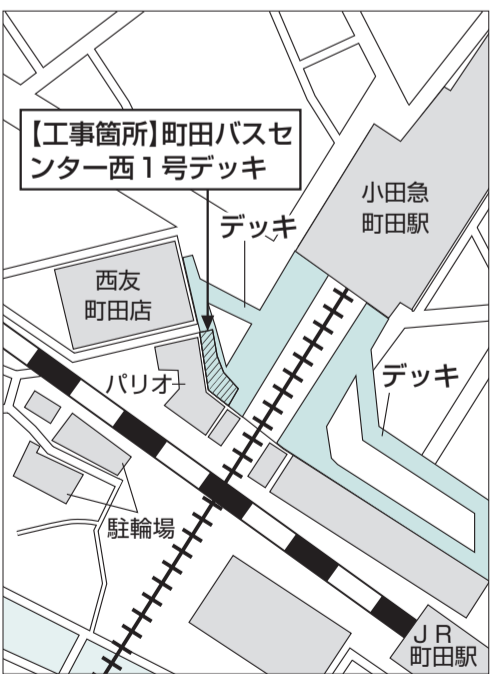 【工事箇所】町田バスセ
ンター西１号デッキ
小田急
町田駅
デッキ
西友
町田店
パリオ
デッキ
駐輪場
ＪＲ
町田駅